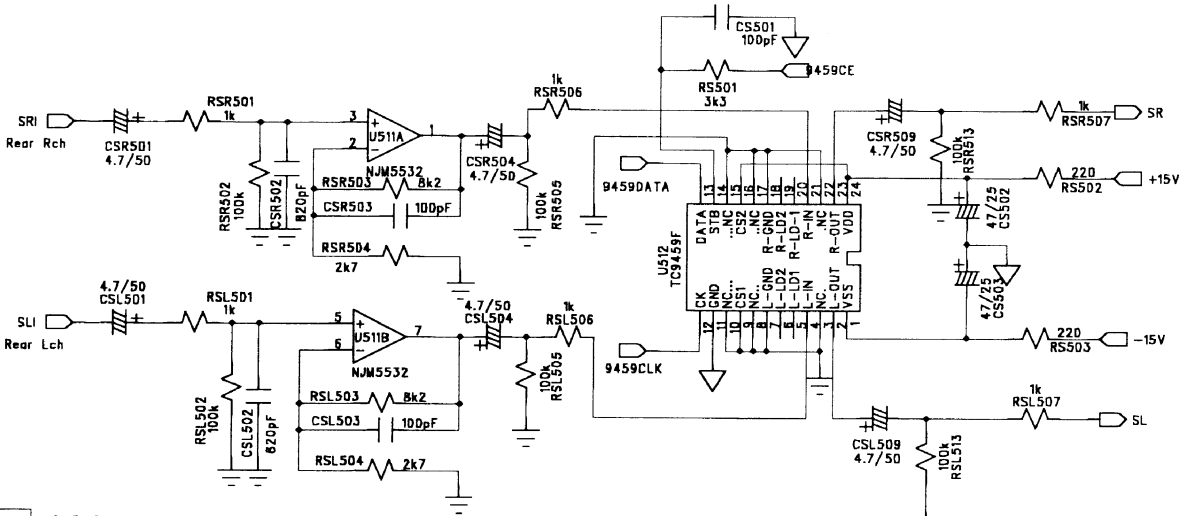 CS501
100pF
9459CE
RS501
3k3
SRI
Rear Rch
CSR501
4.7/50
RSR501
1k
RSR502
100k
CSR502
820pF
3
2
1
U511A
NJM5532
RSR503
8k2
CSR503
100pF
RSR504
2k7
CSR504
4.7/50
1k
RSR506
100k
RSR505
9459DATA
13 14 15 16 17 18 19 20 21 22 23 24
DATA
STB
..NC
CS2
..NC
R-GND
R-LD2
R-LD-1
R-IN
.NC
R-OUT
VDD
U512
TC9459F
CK
GND
NC...
CS1
NC..
L-GND
L-LD2
L-LD1
L-IN
NC.
L-OUT
VSS
12 11 10 9 8 7 6 5 4 3 2 1
9459CLK
CSR509
4.7/50
100k
RSR513
1k
RSR507
SR
220
RS502
+15V
47/25
CS502
47/25
CS503
220
RS503
-15V
SLI
Rear Lch
4.7/50
CSL501
RSL501
1k
RSL502
100k
CSL502
820pF
5
6
7
U511B
NJM5532
RSL503
8k2
CSL503
100pF
RSL504
2k7
4.7/50
CSL504
1k
RSL506
100k
RSL505
CSL509
4.7/50
100k
RSL513
1k
RSL507
SL